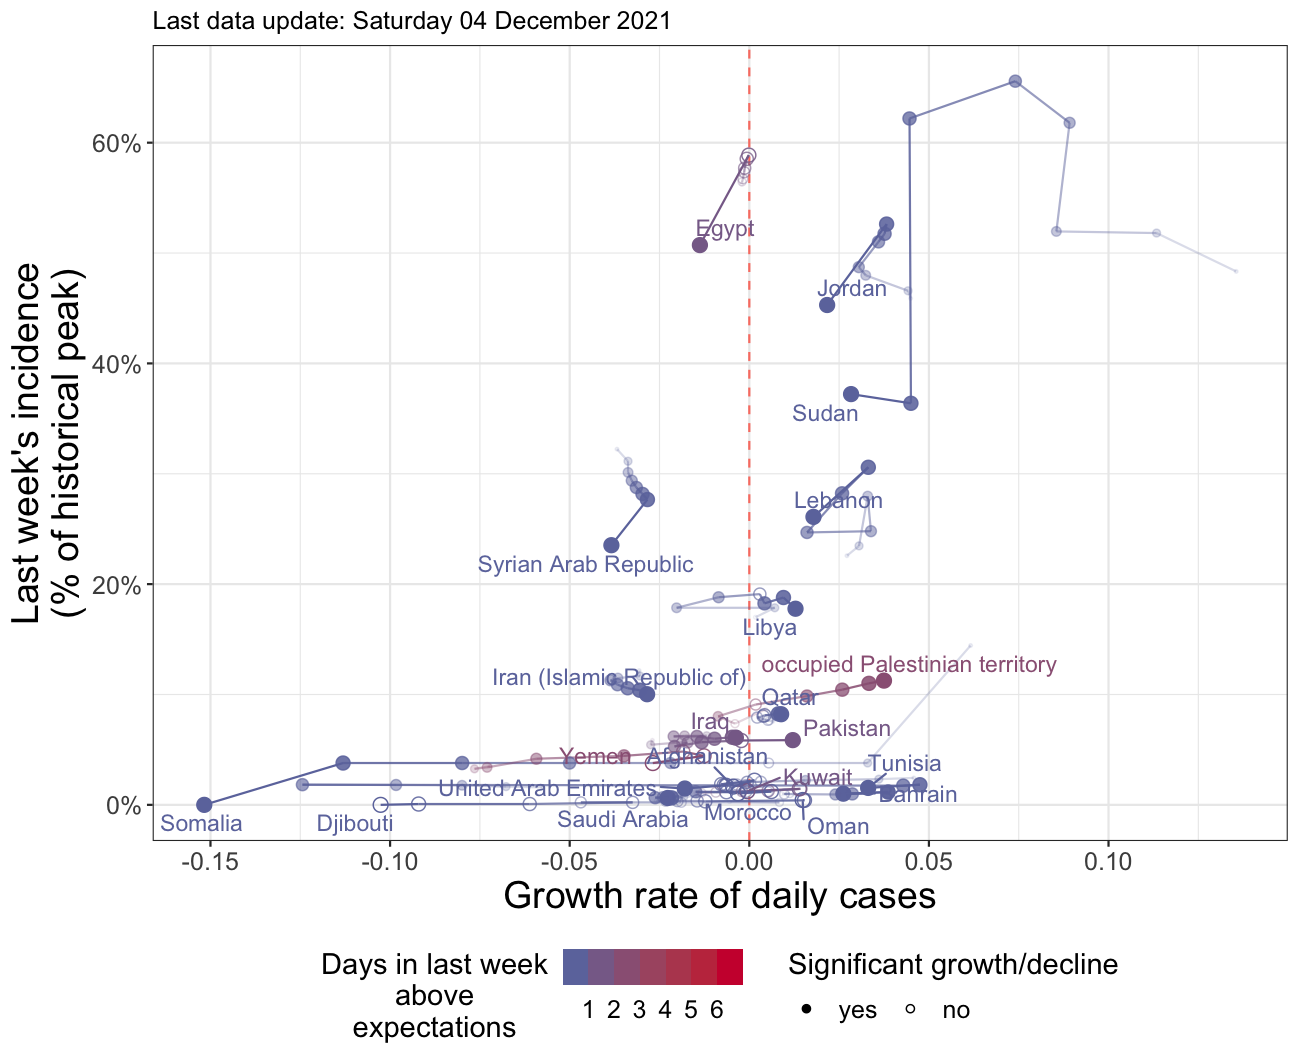 Last data update: Saturday 04 December 2021
Last week's incidence
(% of historical peak)
60%
40%
20%
0%
Egypt
Jordan
Sudan
Lebanon
Syrian Arab Republic
Libya
occupied Palestinian territory
Iran (Islamic Republic of)
Qatar
Iraq
Pakistan
Yemen
Afghanistan
Tunisia
Kuwait
United Arab Emirates
Bahrain
Somalia
Djibouti
Saudi Arabia
Morocco
Oman
-0.15
-0.10
-0.05
0.00
0.05
0.10
Growth rate of daily cases
Days in last week
above
expectations
1 2 3 4 5 6
Significant growth/decline
yes
no